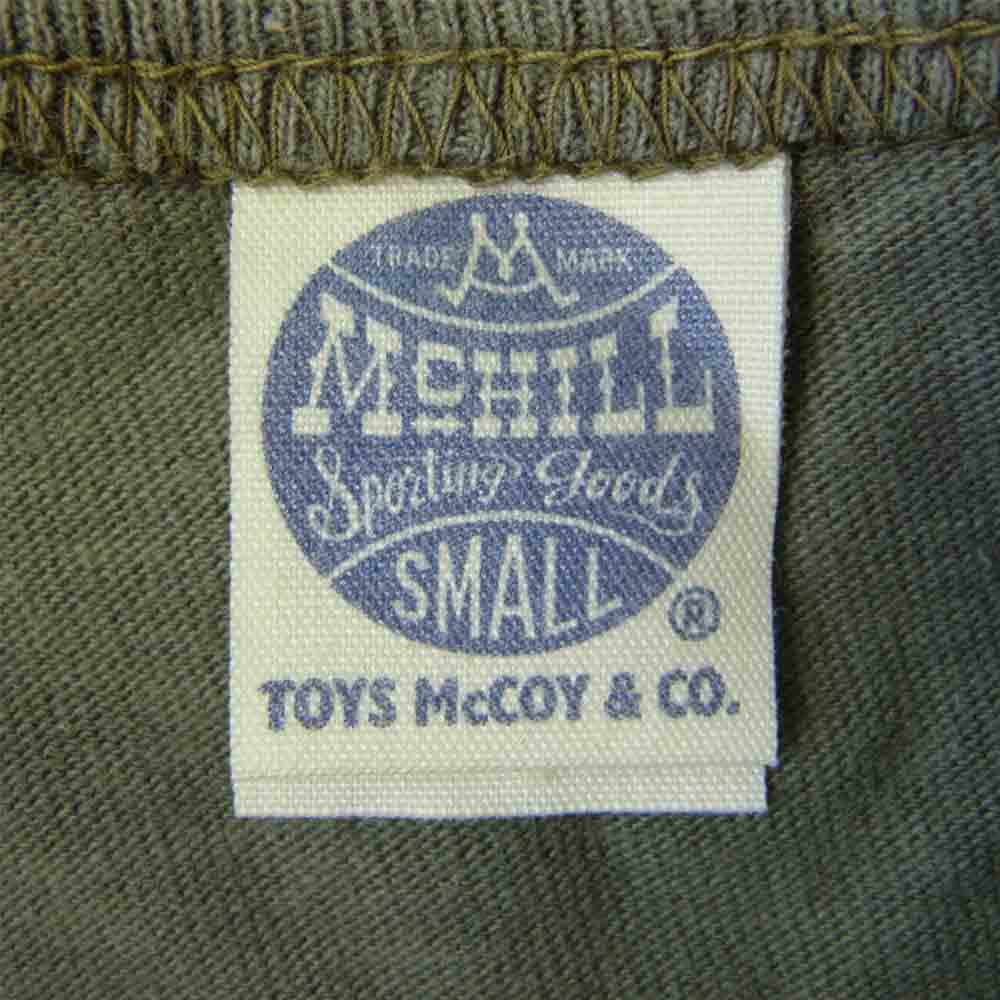 TRADE M MARK
McHILL
Sporting Goods
SMALL
®
TOYS McCOY & CO.